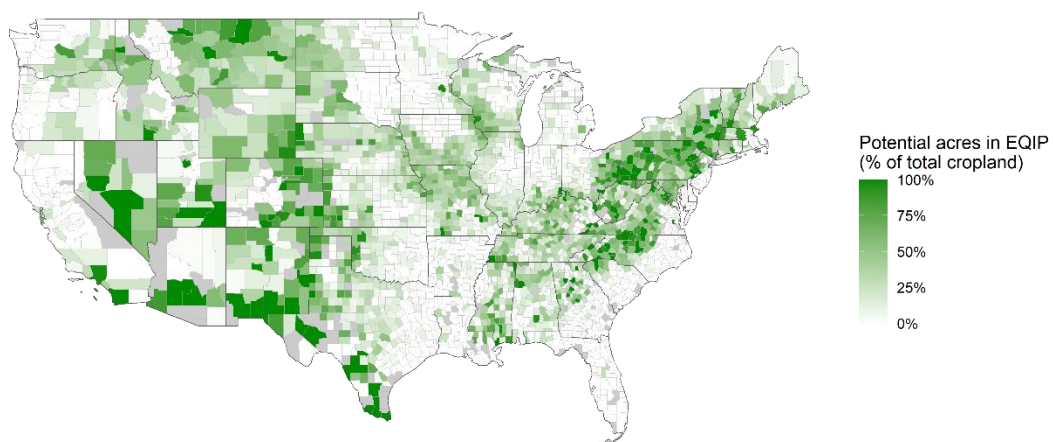 Potential acres in EQIP
(% of total cropland)
100%
75%
50%
25%
0%